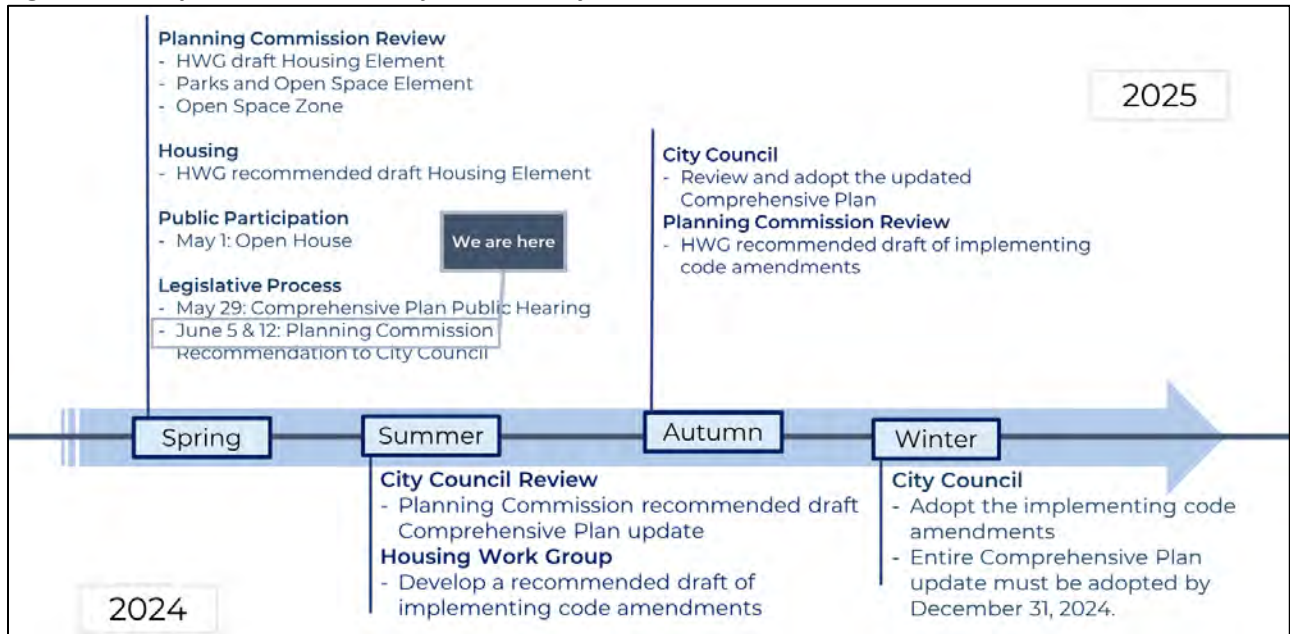 Planning Commission Review
- HWG draft Housing Element
- Parks and Open Space Element
- Open Space Zone
Housing
- HWG recommended draft Housing Element
Public Participation
- May 1: Open House
We are here
Legislative Process
- May 29: Comprehensive Plan Public Hearing
- June 5 & 12: Planning Commission
Recommendation to City Council
2025
City Council
- Review and adopt the updated
Comprehensive Plan
Planning Commission Review
- HWG recommended draft of implementing
code amendments
Spring
Summer
Autumn
Winter
City Council Review
- Planning Commission recommended draft
Comprehensive Plan update
Housing Work Group
- Develop a recommended draft of
implementing code amendments
City Council
- Adopt the implementing code
amendments
- Entire Comprehensive Plan
update must be adopted by
December 31, 2024.
2024